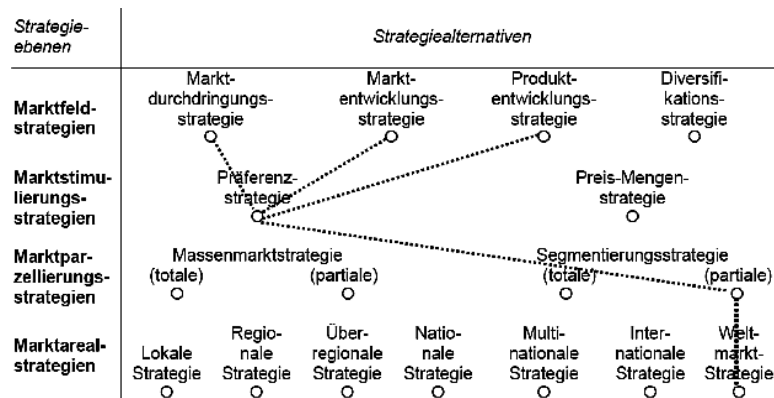 Strategie-
ebenen
Strategiealternativen
Marktfeld-
strategien
Markt-
durchdringungs-
strategie
Markt-
entwicklungs-
strategie
Produkt-
entwicklungs-
strategie
Diversifi-
kations-
strategie
Marktstimu-
lierungs-
strategien
Präferenz-
strategie
Preis-Mengen-
strategie
Marktpar-
zellierungs-
strategien
Massenmarktstrategie
(totale)
(partiale)
Segmentierungsstrategie
(totale)
(partiale)
Marktareal-
strategien
Lokale
Strategie
Regio-
nale
Strategie
Über-
regionale
Strategie
Natio-
nale
Strategie
Multi-
nationale
Strategie
Inter-
nationale
Strategie
Welt-
markt-
Strategie